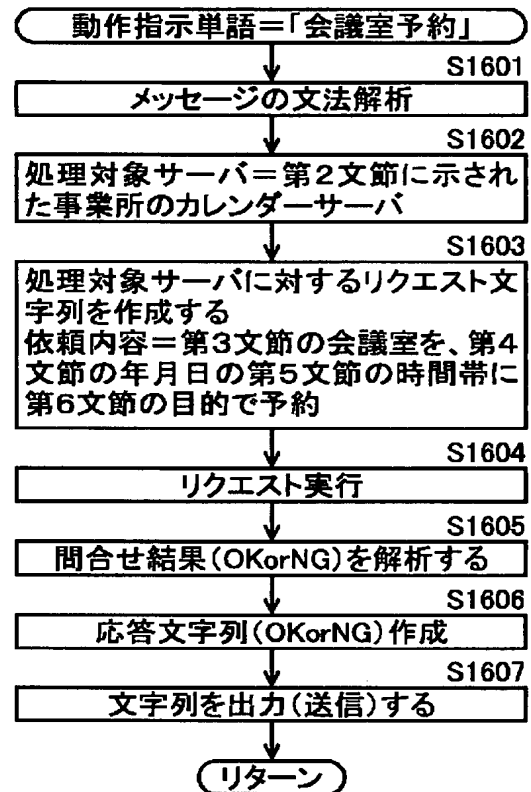 動作指示単語=「会議室予約」
S1601
メッセージの文法解析
S1602
処理対象サーバ=第2文節に示され
た事業所のカレンダーサーバ
S1603
処理対象サーバに対するリクエスト文
字列を作成する
依頼内容=第3文節の会議室を、第4
文節の年月日の第5文節の時間帯に
第6文節の目的で予約
S1604
リクエスト実行
S1605
問合せ結果(OKorNG)を解析する
S1606
応答文字列(OKorNG)作成
S1607
文字列を出力(送信)する
リターン